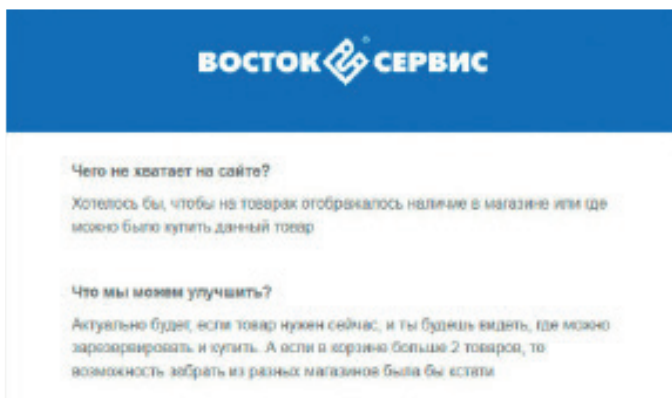 ВОСТОК СЕРВИС
Чего не хватает на сайте?
Хотелось бы, чтобы на товарах отображалось наличие в магазине или где
можно было купить данный товар
Что мы можем улучшить?
Актуально будет, если товар нужен сейчас, и ты будешь видеть, где можно
зарезервировать и купить. А если в корзине больше 2 товаров, то
возможность забрать из разных магазинов была бы кстати